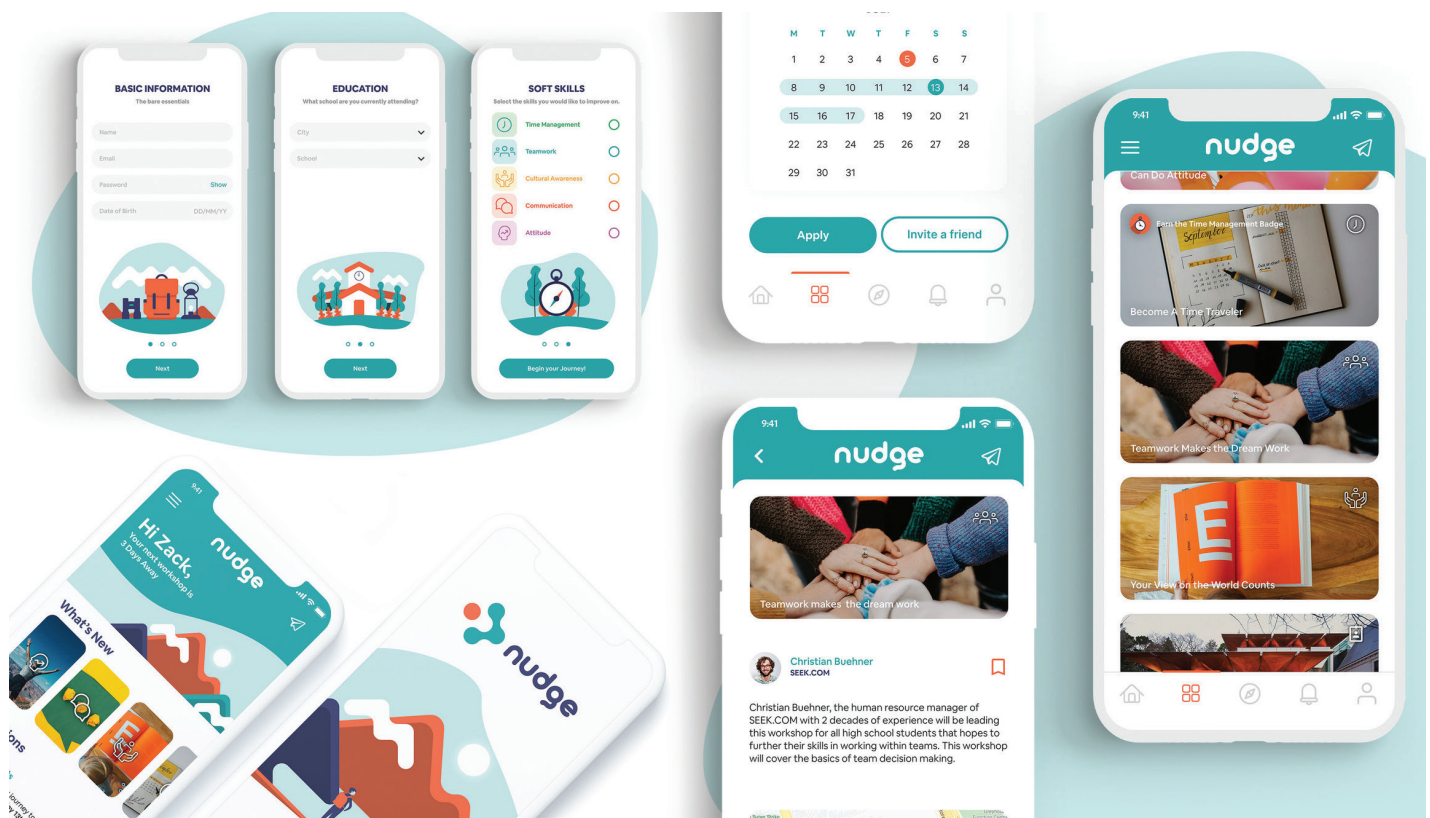 BASIC INFORMATION
The bare essentials
Name
Email
Password Show
Date of Birth DD/MM/YY
Next
EDUCATION
What school are you currently attending?
City
School
Next
SOFT SKILLS
Select the skills you would like to improve on.
Time Management
Teamwork
Cultural Awareness
Communication
Attitude
Begin your Journey!
M T W T F S S
1 2 3 4 5 6 7
8 9 10 11 12 13 14
15 16 17 18 19 20 21
22 23 24 25 26 27 28
29 30 31
Apply
Invite a friend
9:41
nudge
Can Do Attitude
Earn the Time Management Badge
September
Become A Time Traveler
Teamwork Makes the Dream Work
E
Your View on the World Counts
9:41
Hi Zack,
Your next workshop is
3 Days Away
nudge
What's New
nudge
9:41
nudge
Teamwork makes the dream work
Christian Buehner
SEEK.COM
Christian Buehner, the human resource manager of
SEEK.COM with 2 decades of experience will be leading
this workshop for all high school students that hopes to
further their skills in working within teams. This workshop
will cover the basics of team decision making.